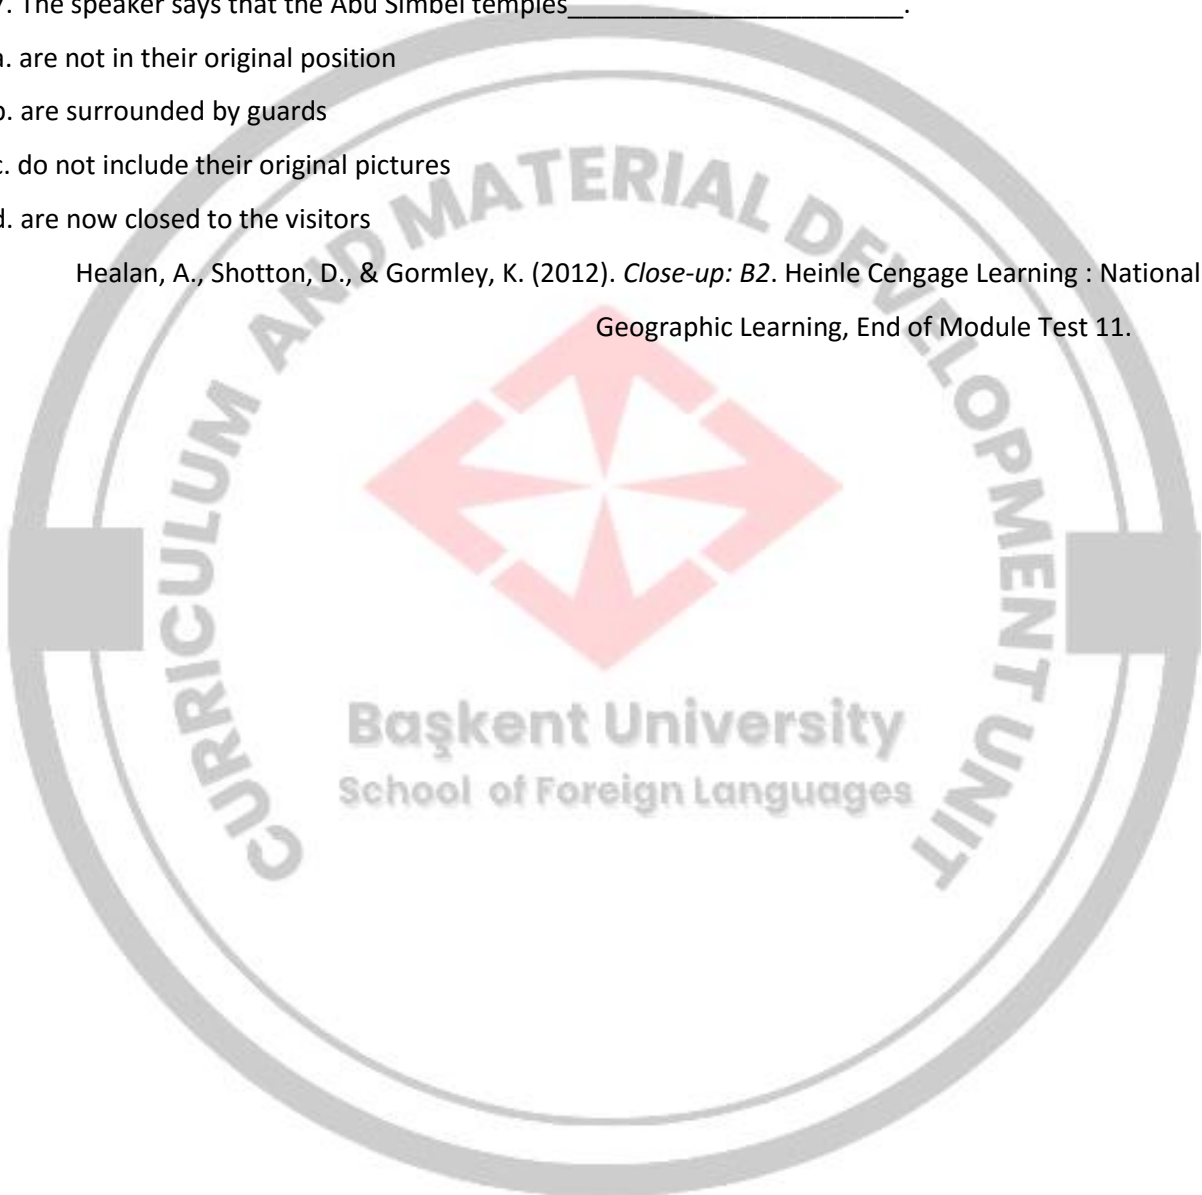 7. The speaker says that the Abu Simbel temples_______________________.
a. are not in their original position
b. are surrounded by guards
c. do not include their original pictures
d. are now closed to the visitors
Healan, A., Shotton, D., & Gormley, K. (2012). Close-up: B2. Heinle Cengage Learning : National
Geographic Learning, End of Module Test 11.
CURRICULUM AND MATERIAL DEVELOPMENT UNIT
Başkent University
School of Foreign Languages